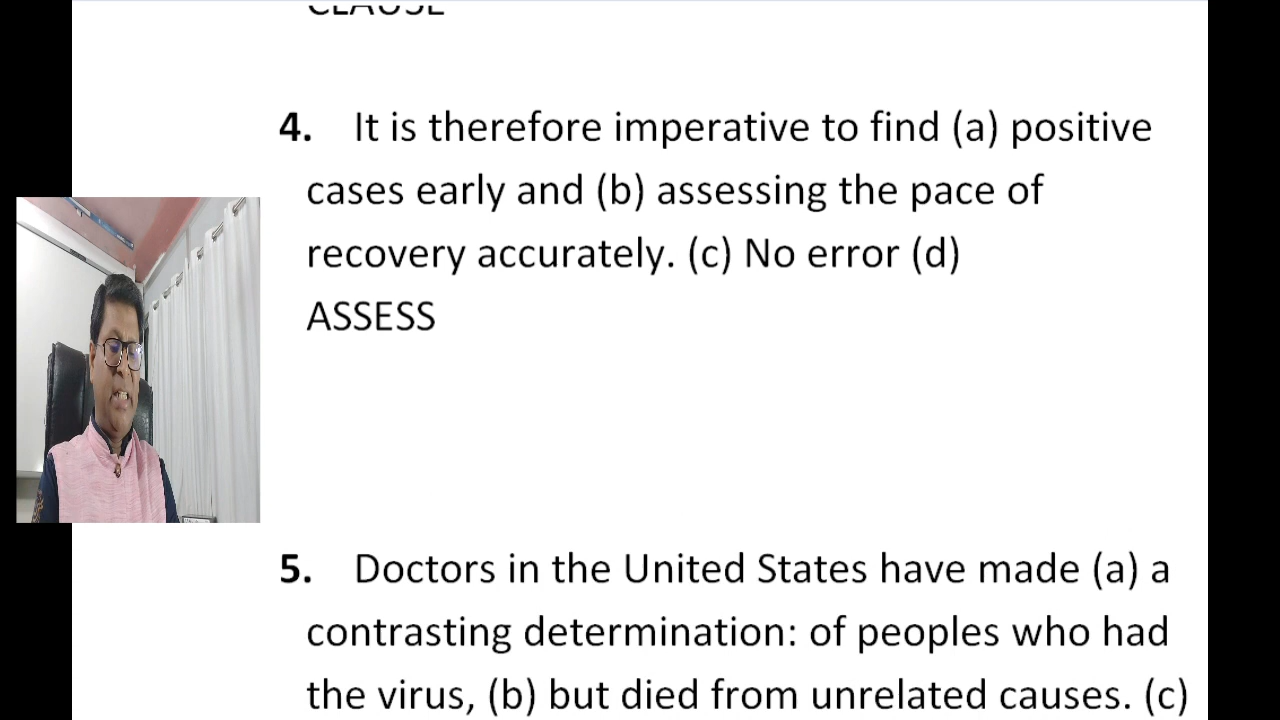 CLAUSE
4. It is therefore imperative to find (a) positive
cases early and (b) assessing the pace of
recovery accurately. (c) No error (d)
ASSESS
5. Doctors in the United States have made (a) a
contrasting determination: of peoples who had
the virus, (b) but died from unrelated causes. (c)